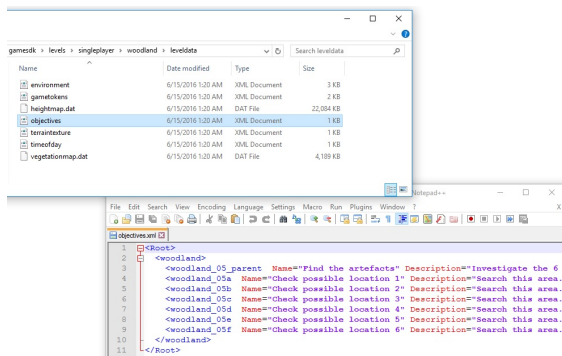 gamesdk › levels › singleplayer › woodland › leveldata
Search leveldata
Name Date modified Type Size
environment 6/15/2016 1:20 AM XML Document 3 KB
gametokens 6/15/2016 1:20 AM XML Document 2 KB
heightmap.dat 6/15/2016 1:20 AM DAT File 22,084 KB
objectives 6/15/2016 1:20 AM XML Document 1 KB
terraintexture 6/15/2016 1:20 AM XML Document 1 KB
timeofday 6/15/2016 1:20 AM XML Document 1 KB
vegetationmap.dat 6/15/2016 1:20 AM DAT File 4,189 KB
Notepad++
File Edit Search View Encoding Language Settings Macro Run Plugins Window ? X
objectives.xml
1 <Root>
2 <woodland>
3 <woodland_05_parent Name="Find the artefacts" Description="Investigate the 6
4 <woodland_05a Name="Check possible location 1" Description="Search this area.
5 <woodland_05b Name="Check possible location 2" Description="Search this area.
6 <woodland_05c Name="Check possible location 3" Description="Search this area.
7 <woodland_05d Name="Check possible location 4" Description="Search this area.
8 <woodland_05e Name="Check possible location 5" Description="Search this area.
9 <woodland_05f Name="Check possible location 6" Description="Search this area.
10 </woodland>
11 </Root>